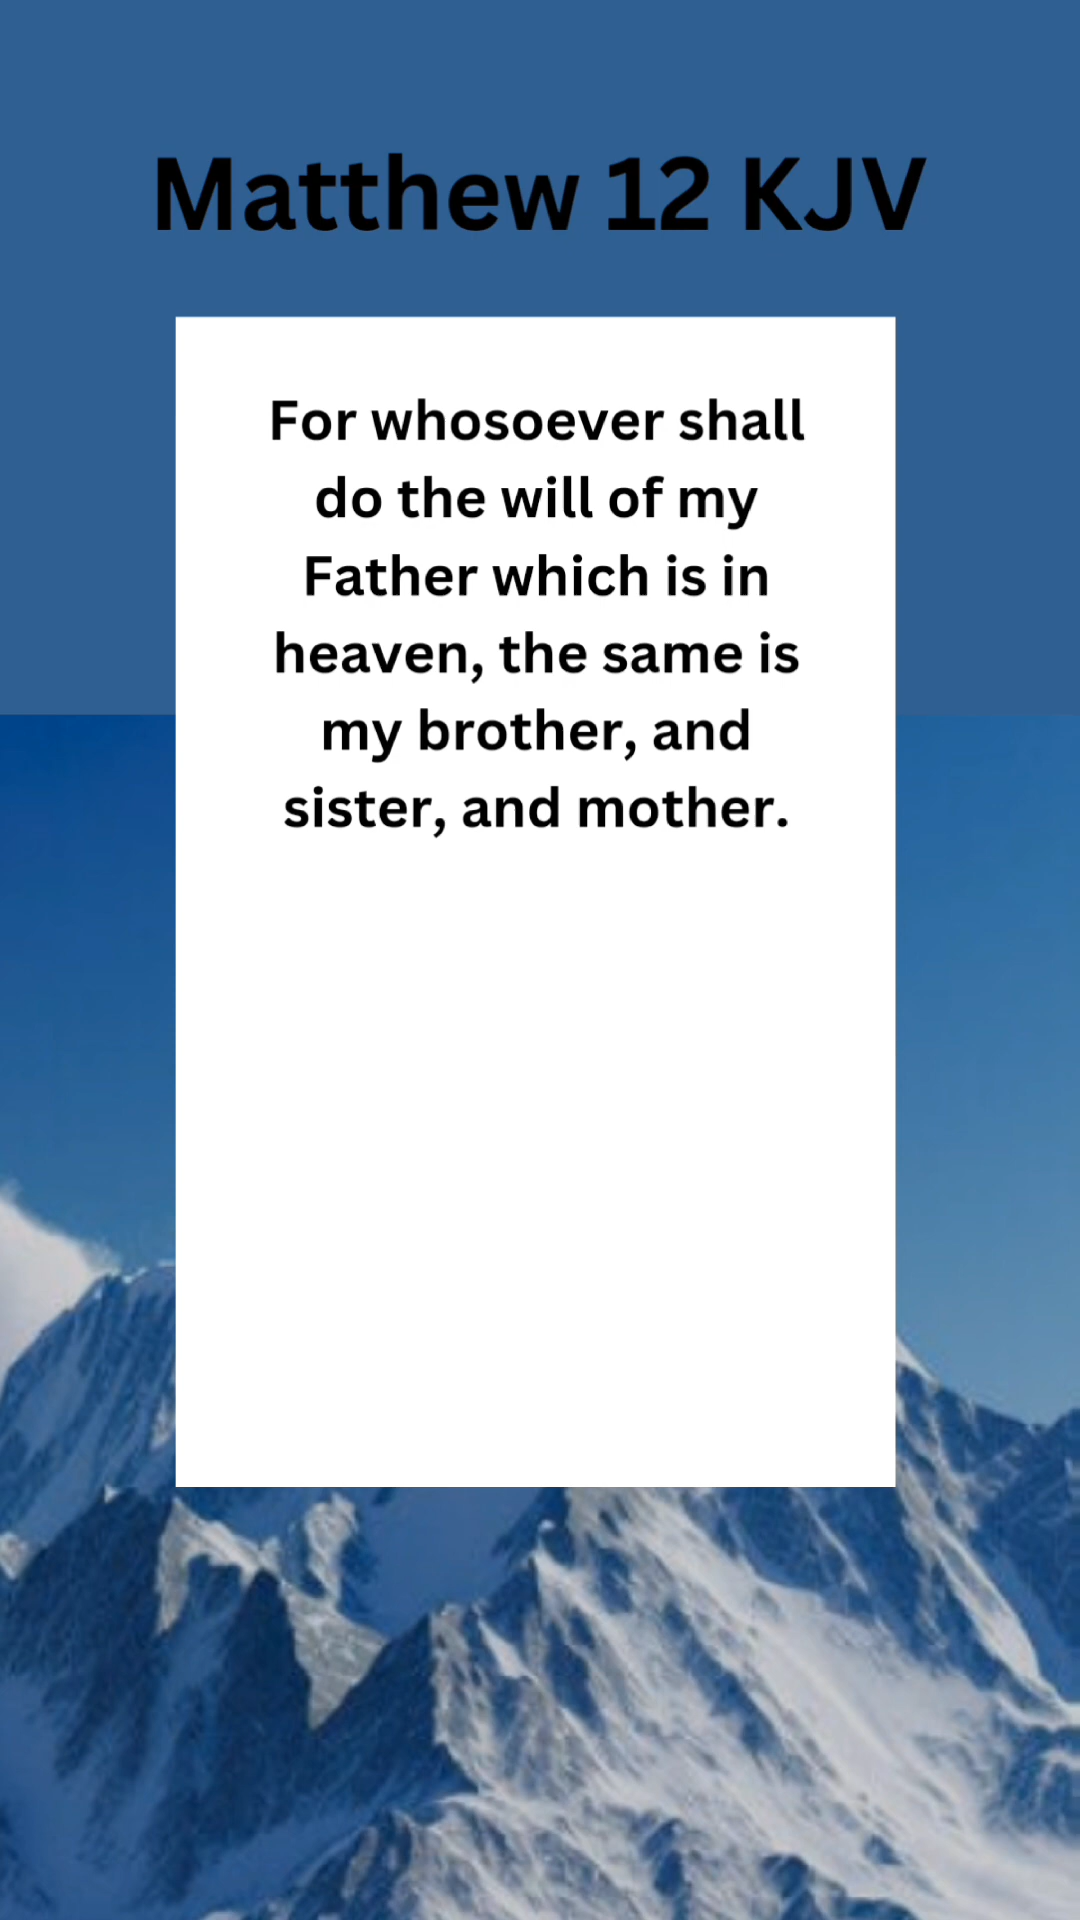 Matthew 12 KJV
For whosoever shall
do the will of my
Father which is in
heaven, the same is
my brother, and
sister, and mother.